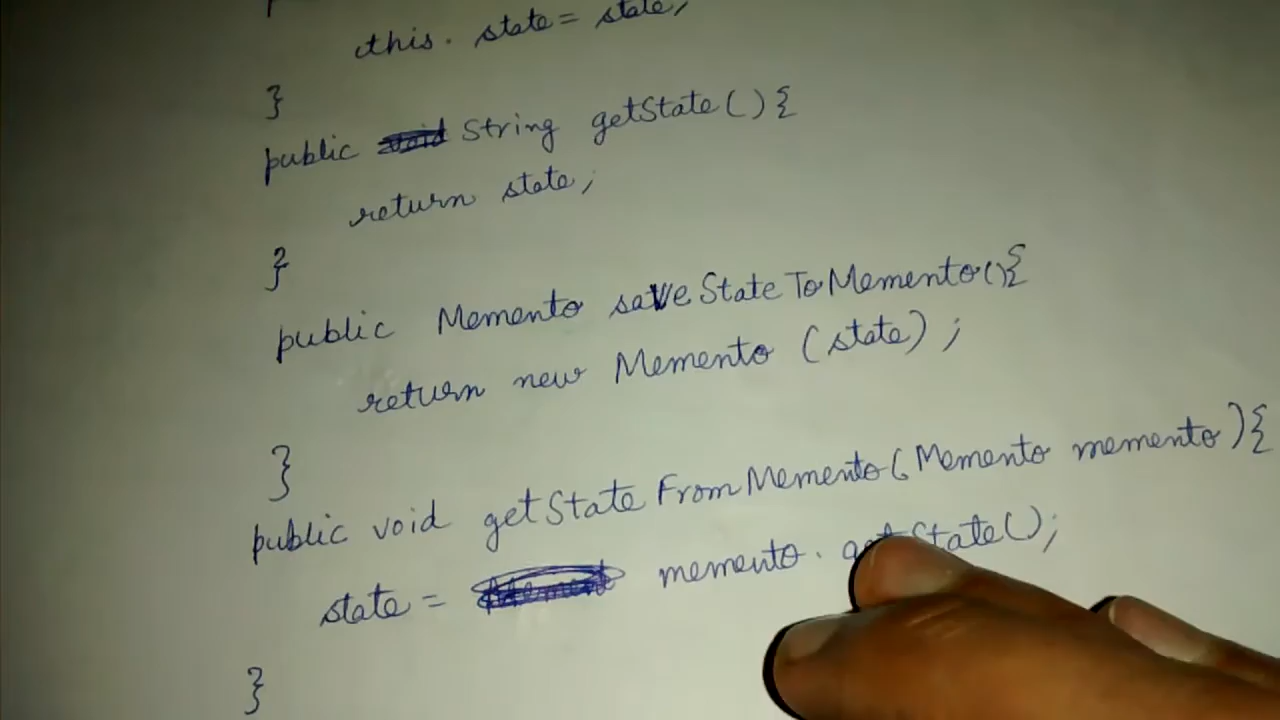 this. state = state;
}
public String getState(){
return state;
}
public Memento saveStateToMemento(){
return new Memento (state);
}
public void getStateFromMemento(Memento memento){
state = memento. getState();
}